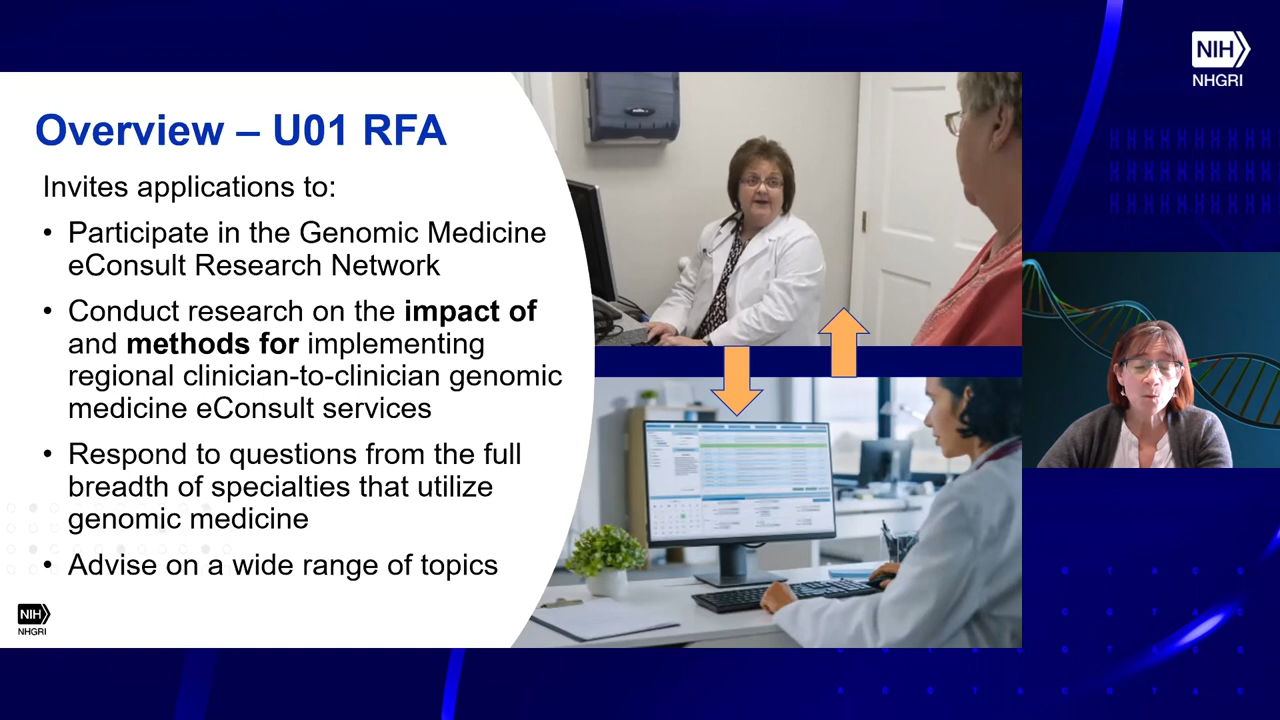 NIH
NHGRI
Overview – U01 RFA
Invites applications to:
• Participate in the Genomic Medicine
eConsult Research Network
• Conduct research on the impact of
and methods for implementing
regional clinician-to-clinician genomic
medicine eConsult services
• Respond to questions from the full
breadth of specialties that utilize
genomic medicine
• Advise on a wide range of topics
NIH
NHGRI